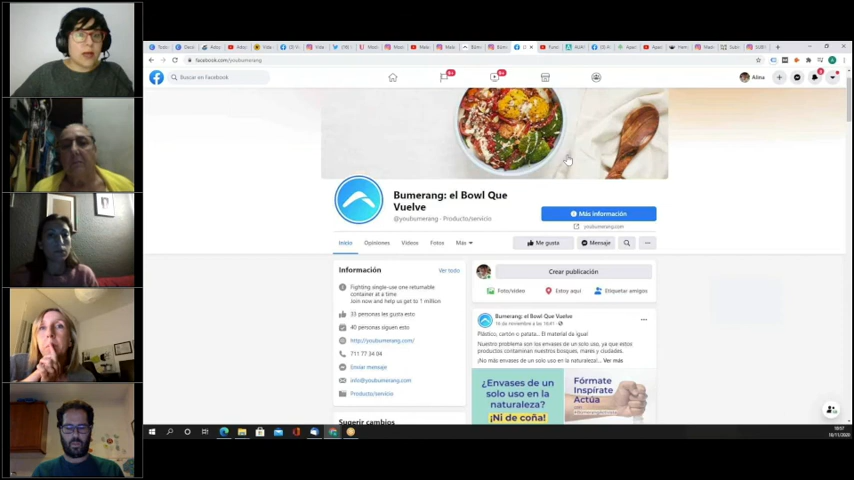 facebook.com/youbumerang
Buscar en Facebook
Alina
Bumerang: el Bowl Que
Vuelve
@youbumerang · Producto/servicio
Más información
youbumerang.com
Inicio
Opiniones
Vídeos
Fotos
Más
Me gusta
Mensaje
Información
Ver todo
Fighting single-use one returnable
container at a time
Join now and help us get to 1 million
33 personas les gusta esto
40 personas siguen esto
http://youbumerang.com/
711 77 34 04
Enviar mensaje
info@youbumerang.com
Producto/servicio
Sugerir cambios
Crear publicación
Foto/vídeo
Estoy aquí
Etiquetar amigos
Bumerang: el Bowl Que Vuelve
Plástico, cartón o patata... El material da igual!
Nuestro problema son los envases de un solo uso, ya que estos
productos contaminan nuestros bosques, mares y ciudades.
¡No más envases de un solo uso en la naturaleza!... Ver más
¿Envases de un
solo uso en la
naturaleza?
¡Ni de coña!
Fórmate
Inspírate
Actúa